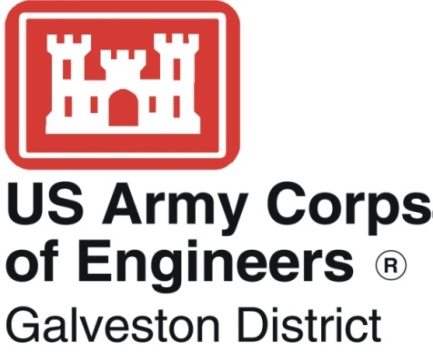 US Army Corps
of Engineers ®
Galveston District